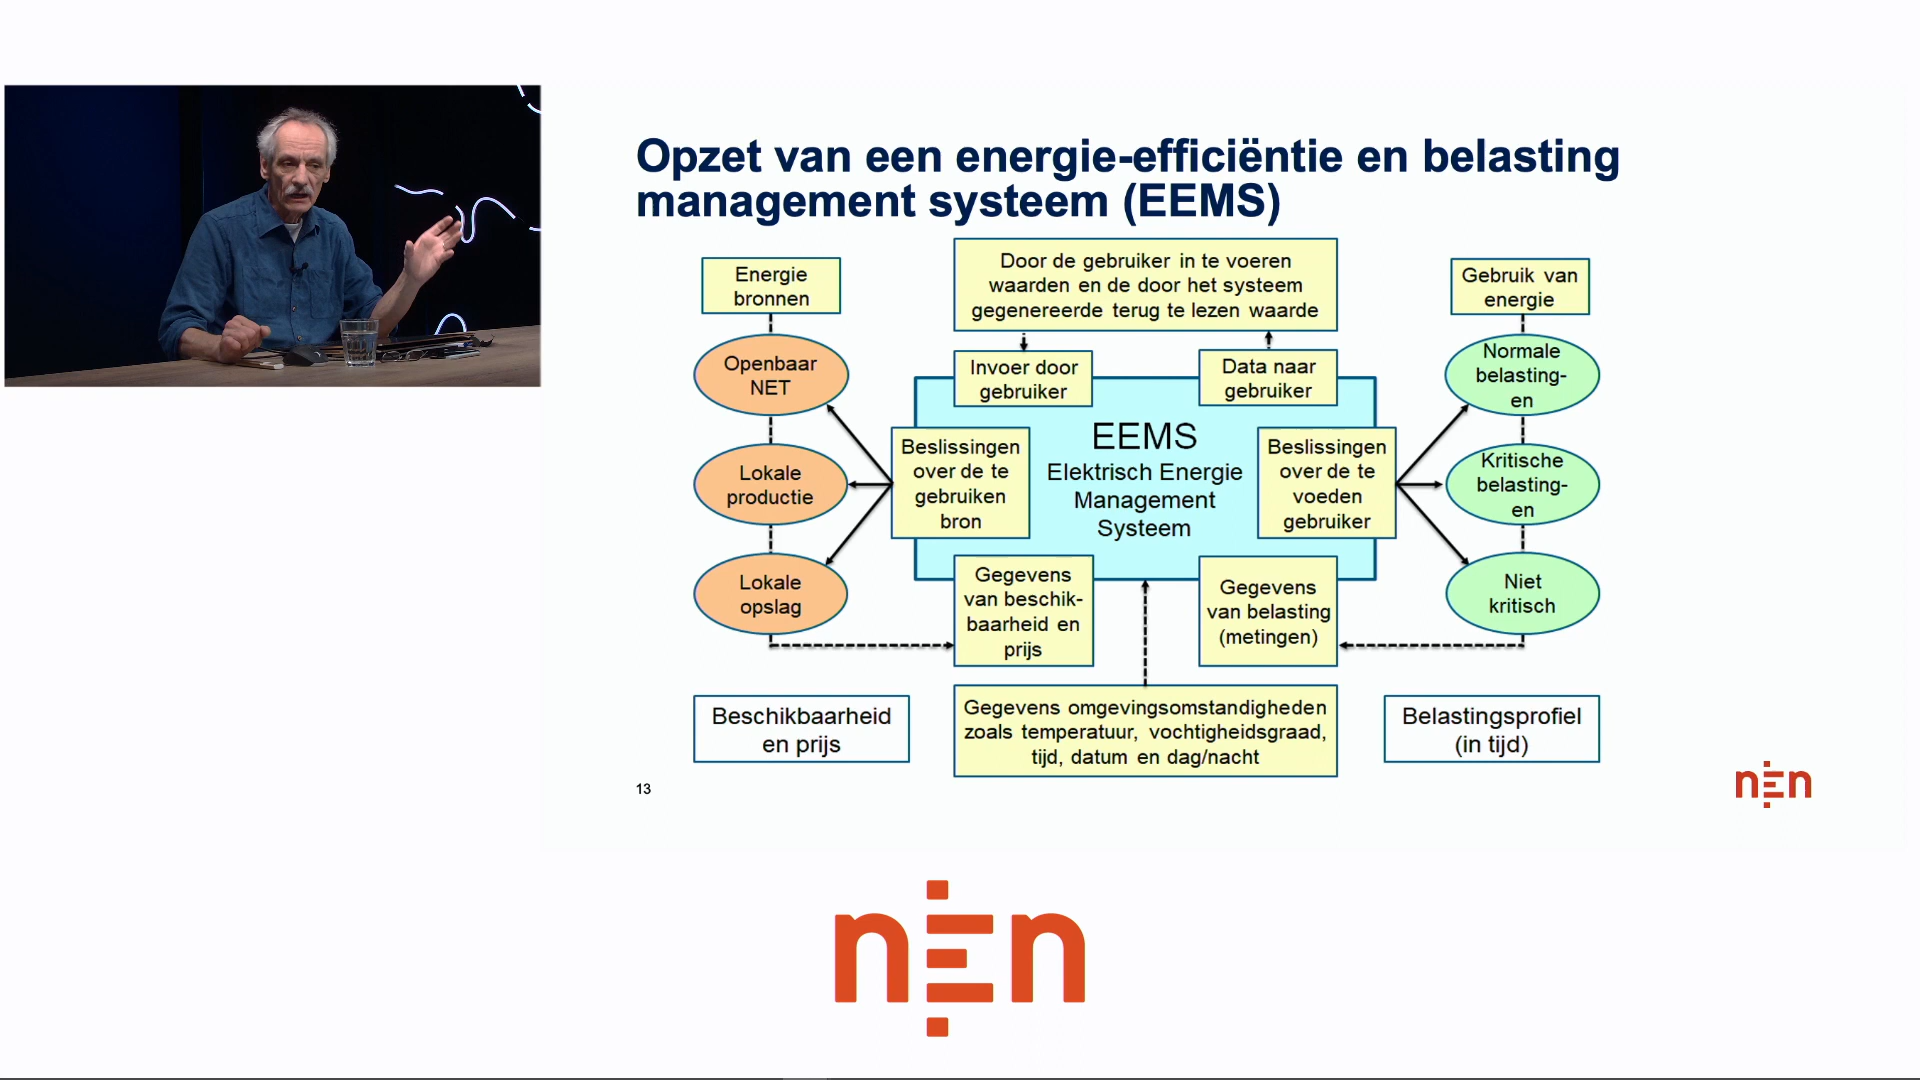 Opzet van een energie-efficiëntie en belasting
management systeem (EEMS)
Energie
bronnen
Openbaar
NET
Lokale
productie
Lokale
opslag
Door de gebruiker in te voeren
waarden en de door het systeem
gegenereerde terug te lezen waarde
Invoer door
gebruiker
Data naar
gebruiker
Beslissingen
over de te
gebruiken
bron
EEMS
Elektrisch Energie
Management
Systeem
Beslissingen
over de te
voeden
gebruiker
Gegevens
van beschik-
baarheid en
prijs
Gegevens
van belasting
(metingen)
Gebruik van
energie
Normale
belasting-
en
Kritische
belasting-
en
Niet
kritisch
Beschikbaarheid
en prijs
Gegevens omgevingsomstandigheden
zoals temperatuur, vochtigheidsgraad,
tijd, datum en dag/nacht
Belastingsprofiel
(in tijd)
13
nEn
nEn